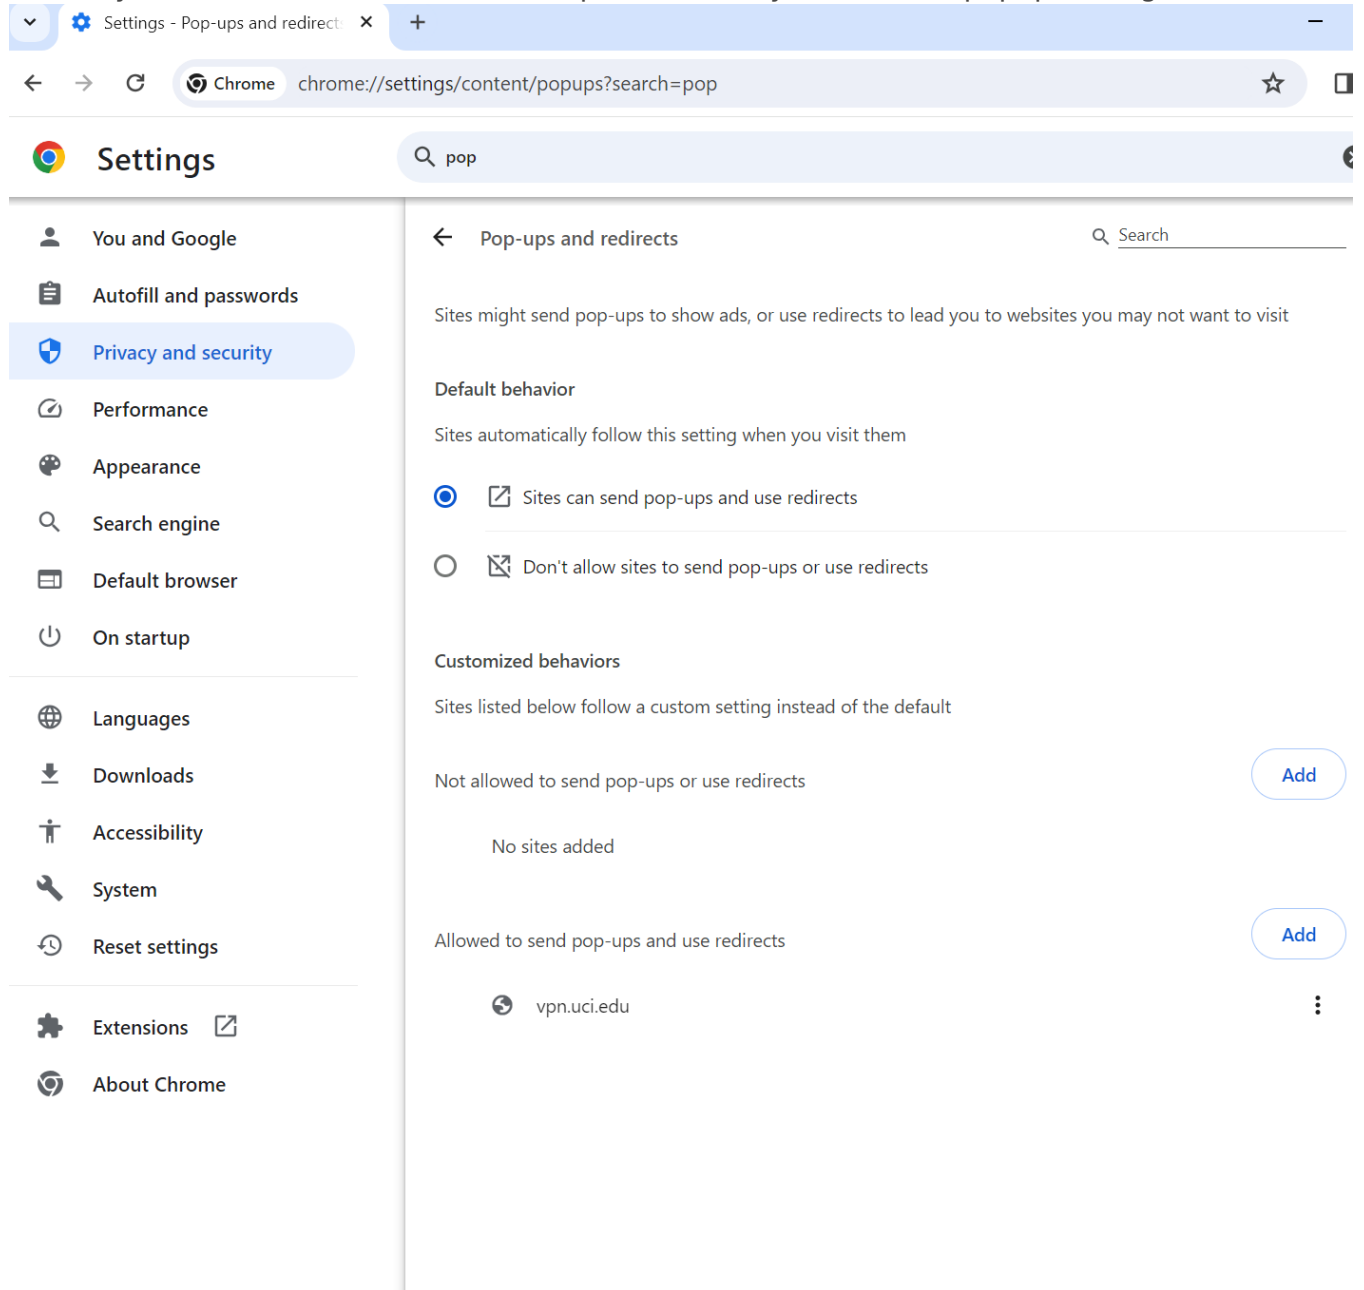 Settings - Pop-ups and redirect
Chrome
chrome://settings/content/popups?search=pop
Settings
pop
You and Google
Autofill and passwords
Privacy and security
Performance
Appearance
Search engine
Default browser
On startup
Languages
Downloads
Accessibility
System
Reset settings
Extensions
About Chrome
Pop-ups and redirects
Search
Sites might send pop-ups to show ads, or use redirects to lead you to websites you may not want to visit
Default behavior
Sites automatically follow this setting when you visit them
Sites can send pop-ups and use redirects
Don't allow sites to send pop-ups or use redirects
Customized behaviors
Sites listed below follow a custom setting instead of the default
Not allowed to send pop-ups or use redirects
Add
No sites added
Allowed to send pop-ups and use redirects
Add
vpn.uci.edu